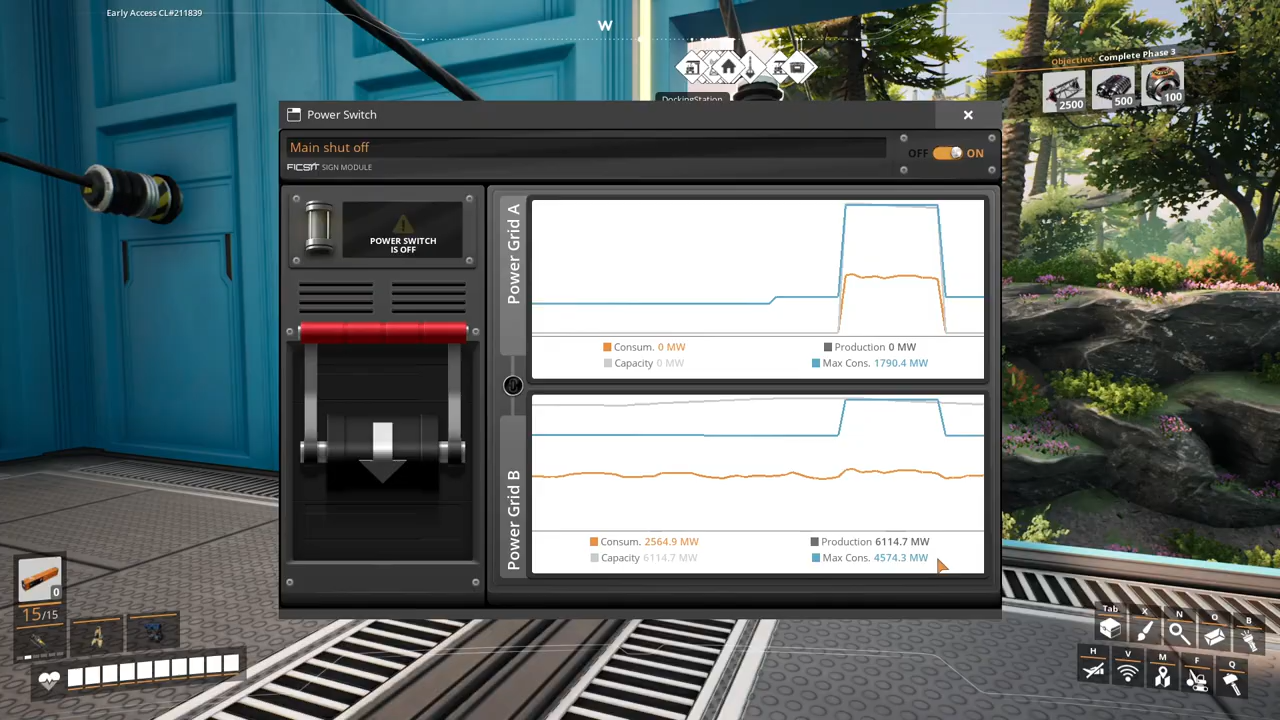 Early Access CL#211839
W
Objective: Complete Phase 3
2500
500
100
DockingStation
Power Switch
Main shut off
OFF
ON
FICSIT SIGN MODULE
POWER SWITCH
IS OFF
Power Grid A
Consum. 0 MW
Production 0 MW
Capacity 0 MW
Max Cons. 1790.4 MW
Power Grid B
Consum. 2564.9 MW
Production 6114.7 MW
Capacity 6114.7 MW
Max Cons. 4574.3 MW
0
15/15
Tab
X
N
O
B
H
V
M
F
Q